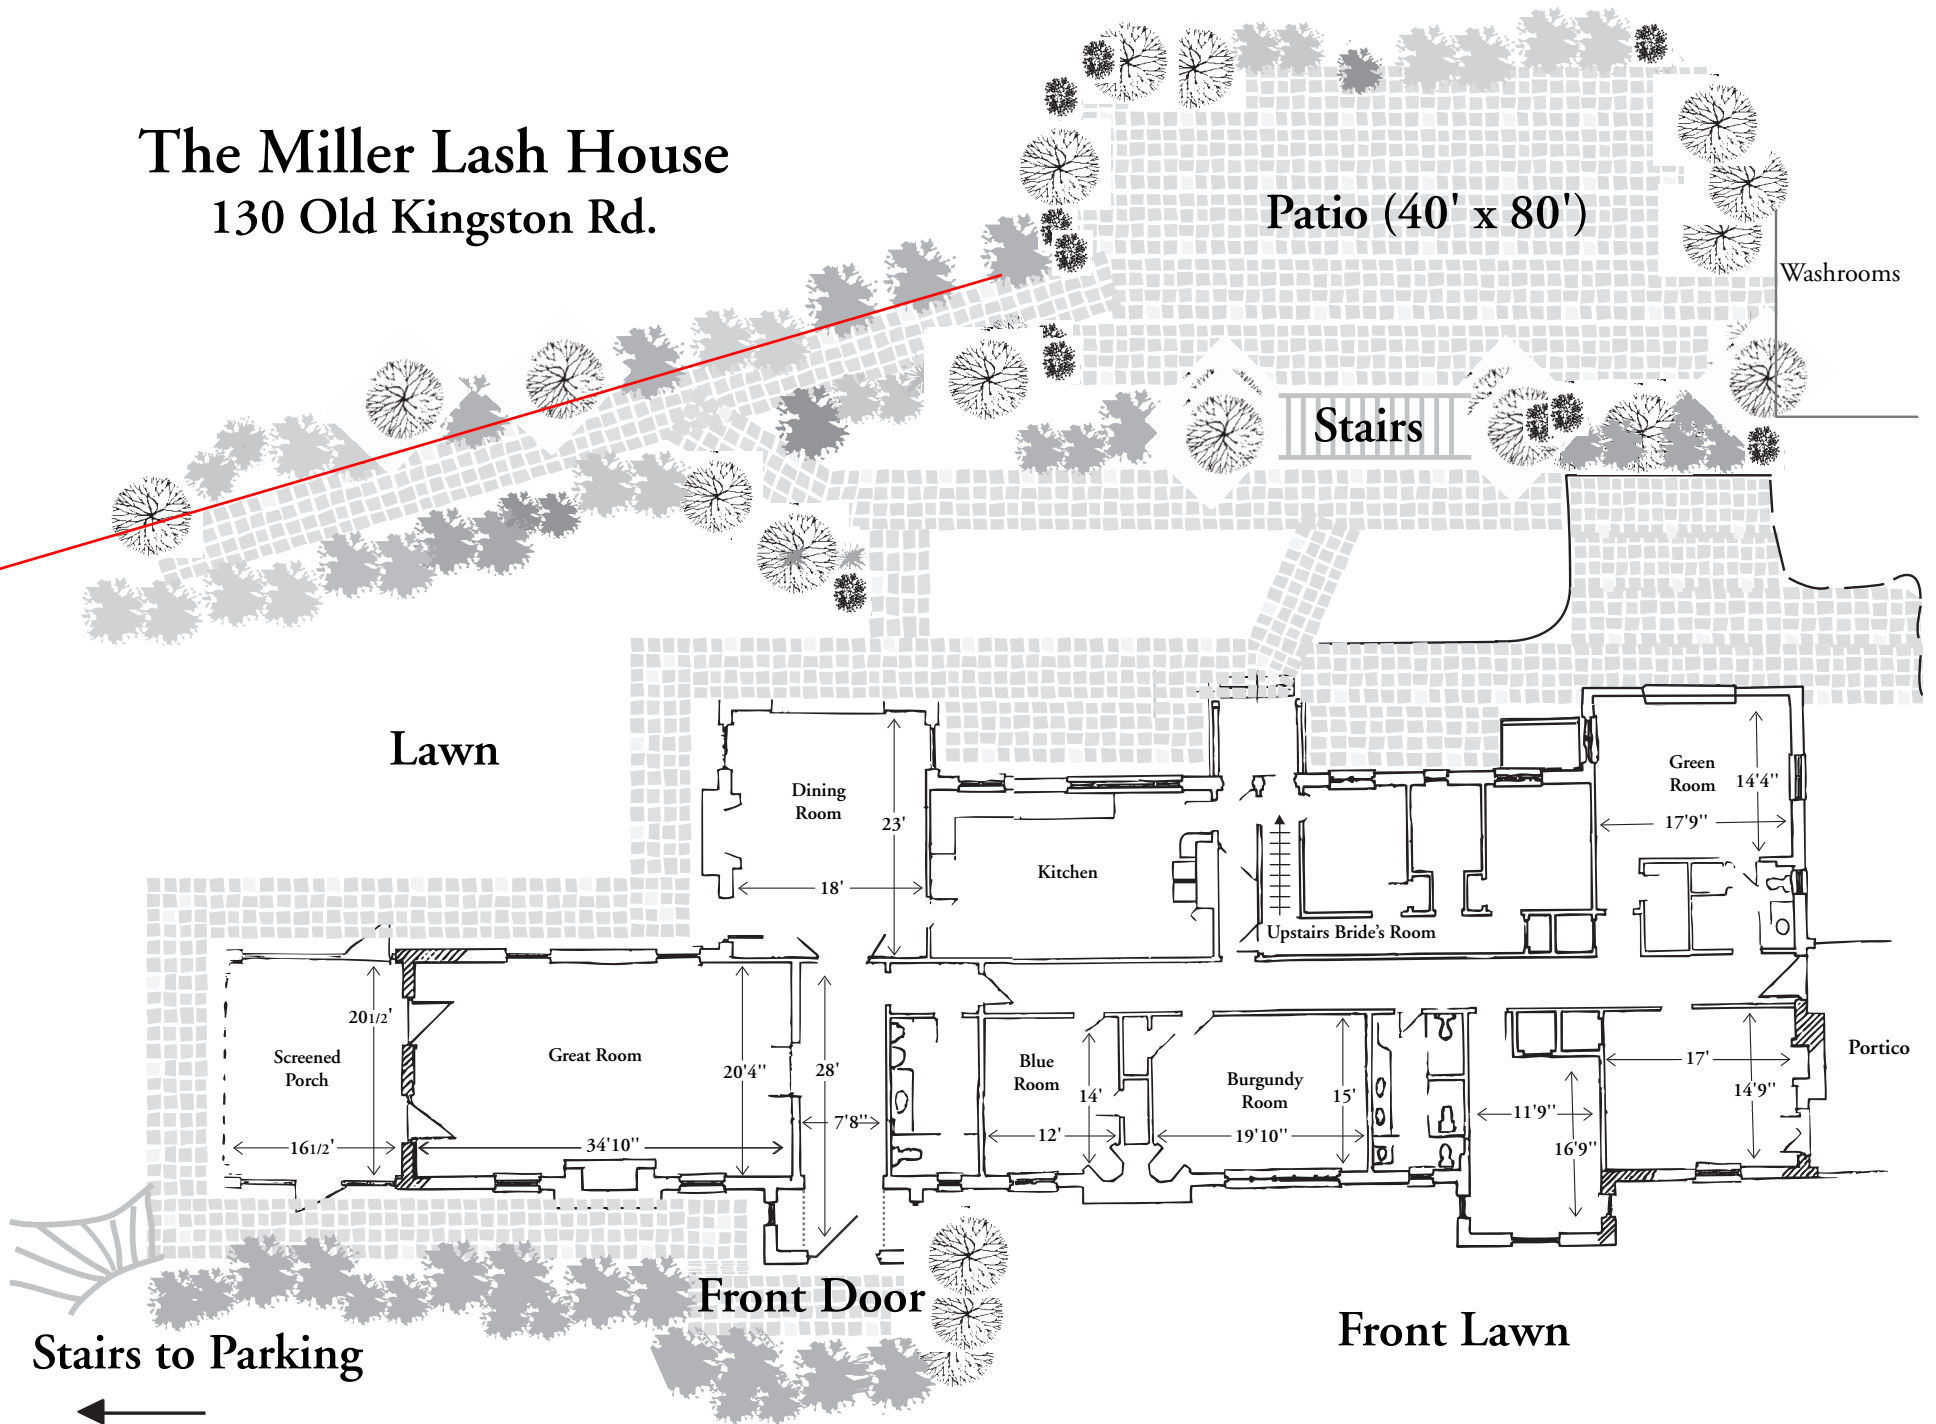 The Miller Lash House
130 Old Kingston Rd.
Patio (40' x 80')
Washrooms
Stairs
Lawn
Dining
Room
23'
18'
Kitchen
Green
Room
14'4"
17'9"
Upstairs Bride's Room
Screened
Porch
20 1/2'
16 1/2'
Great Room
20'4"
34'10"
28'
7'8"
Blue
Room
14'
12'
Burgundy
Room
15'
19'10"
11'9"
16'9"
17'
14'9"
Portico
Front Door
Front Lawn
Stairs to Parking